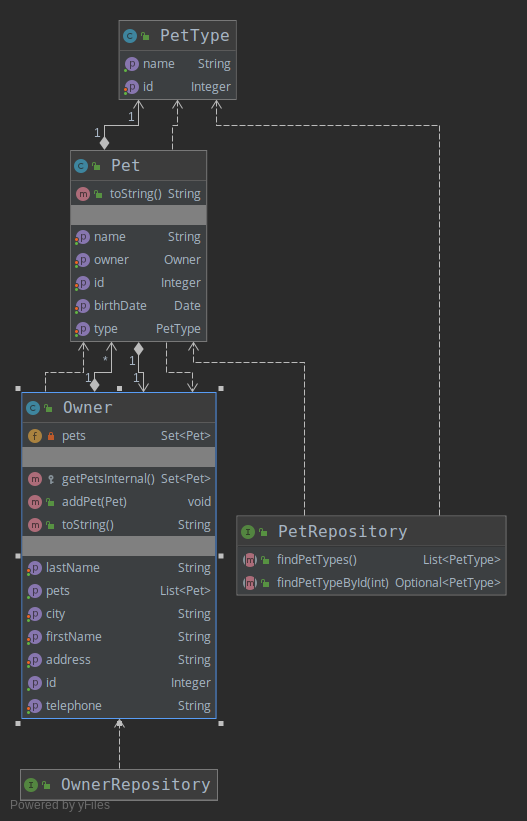 PetType
name String
id Integer
1
1
Pet
toString() String
name String
owner Owner
id Integer
birthDate Date
type PetType
*
1
1
1
Owner
pets Set<Pet>
getPetsInternal() Set<Pet>
addPet(Pet) void
toString() String
lastName String
pets List<Pet>
city String
firstName String
address String
id Integer
telephone String
PetRepository
findPetTypes() List<PetType>
findPetTypeById(int) Optional<PetType>
OwnerRepository
Powered by yFiles